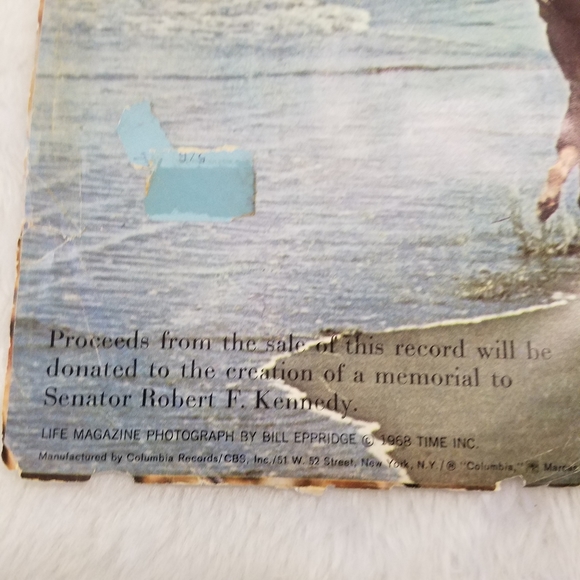 Proceeds from the sale of this record will be
donated to the creation of a memorial to
Senator Robert F. Kennedy.
LIFE MAGAZINE PHOTOGRAPH BY BILL EPPRIDGE © 1968 TIME INC.
Manufactured by Columbia Records/CBS, Inc./51 W. 52 Street, New York, N.Y./® "Columbia,"